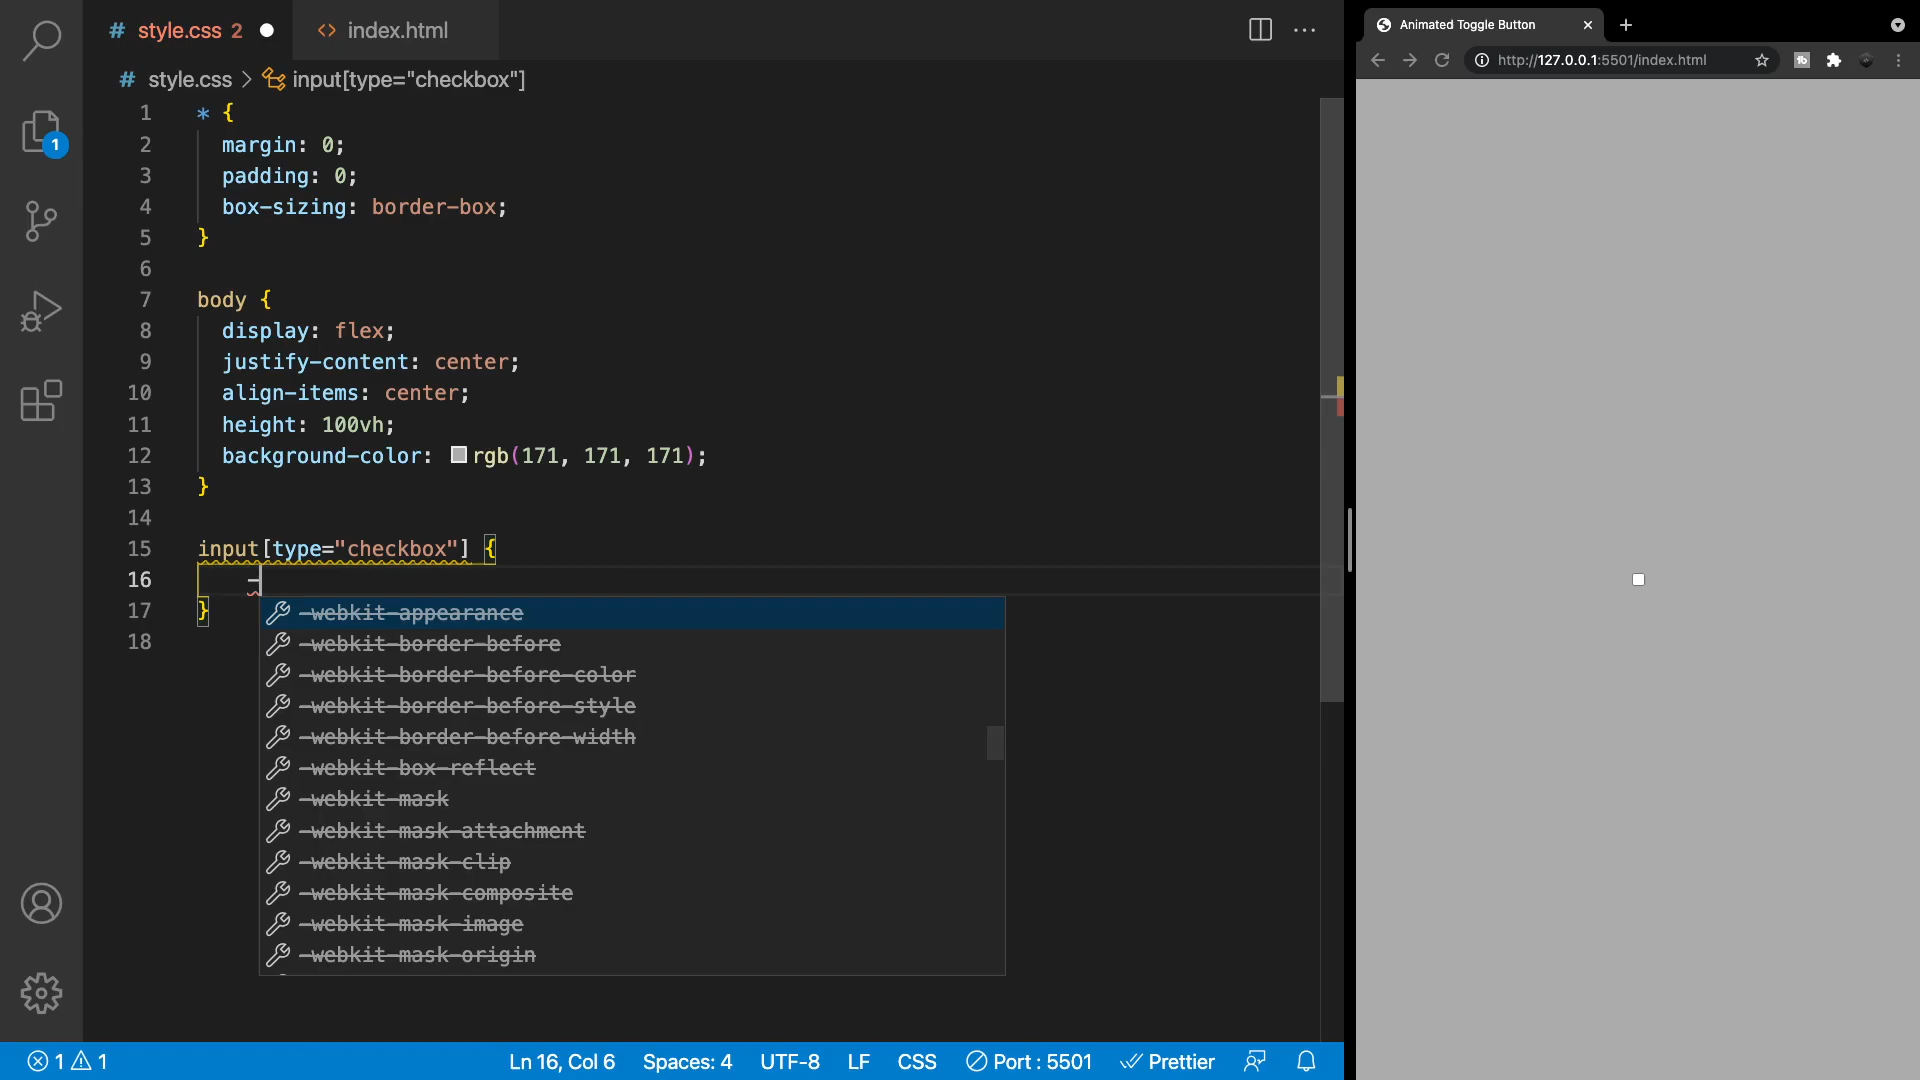 # style.css 2
<> index.html
# style.css > input[type="checkbox"]
1 * {
2 margin: 0;
3 padding: 0;
4 box-sizing: border-box;
5 }
6
7 body {
8 display: flex;
9 justify-content: center;
10 align-items: center;
11 height: 100vh;
12 background-color: rgb(171, 171, 171);
13 }
14
15 input[type="checkbox"] {
16 -
17 }
18
-webkit-appearance
-webkit-border-before
-webkit-border-before-color
-webkit-border-before-style
-webkit-border-before-width
-webkit-box-reflect
-webkit-mask
-webkit-mask-attachment
-webkit-mask-clip
-webkit-mask-composite
-webkit-mask-image
-webkit-mask-origin
1
1 1 Ln 16, Col 6 Spaces: 4 UTF-8 LF CSS Port : 5501 Prettier
Animated Toggle Button
http://127.0.0.1:5501/index.html